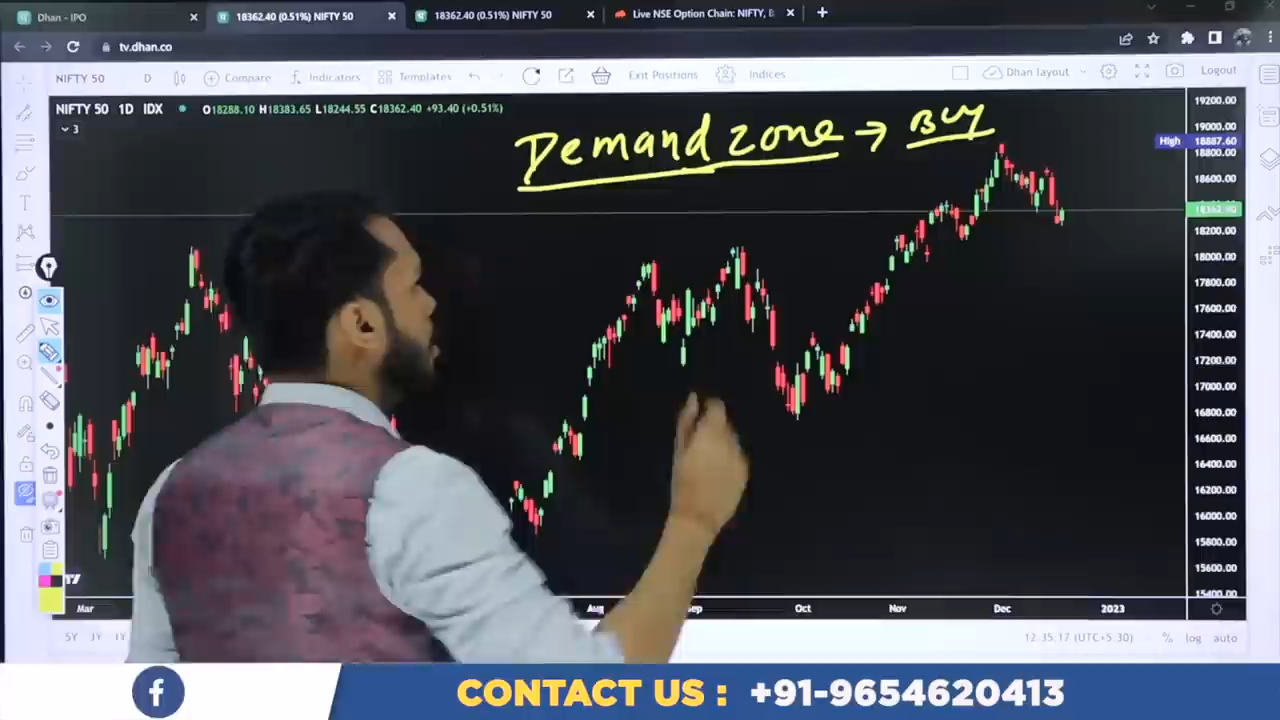 Dhan - IPO
18362.40 (0.51%) NIFTY 50
18362.40 (0.51%) NIFTY 50
Live NSE Option Chain: NIFTY, B
tv.dhan.co
NIFTY 50 D Compare Indicators Templates Exit Positions Indices Dhan layout Logout
NIFTY 50 1D IDX O18288.10 H18383.65 L18244.55 C18362.40 +93.40 (+0.51%)
3
Demand zone → Buy
19200.00
19000.00
High 18887.60
18800.00
18600.00
18362.40
18200.00
18000.00
17800.00
17600.00
17400.00
17200.00
17000.00
16800.00
16600.00
16400.00
16200.00
16000.00
15800.00
15600.00
15400.00
Mar Aug Sep Oct Nov Dec 2023
5Y 1Y 12:35:17 (UTC+5:30) % log auto
CONTACT US : +91-9654620413